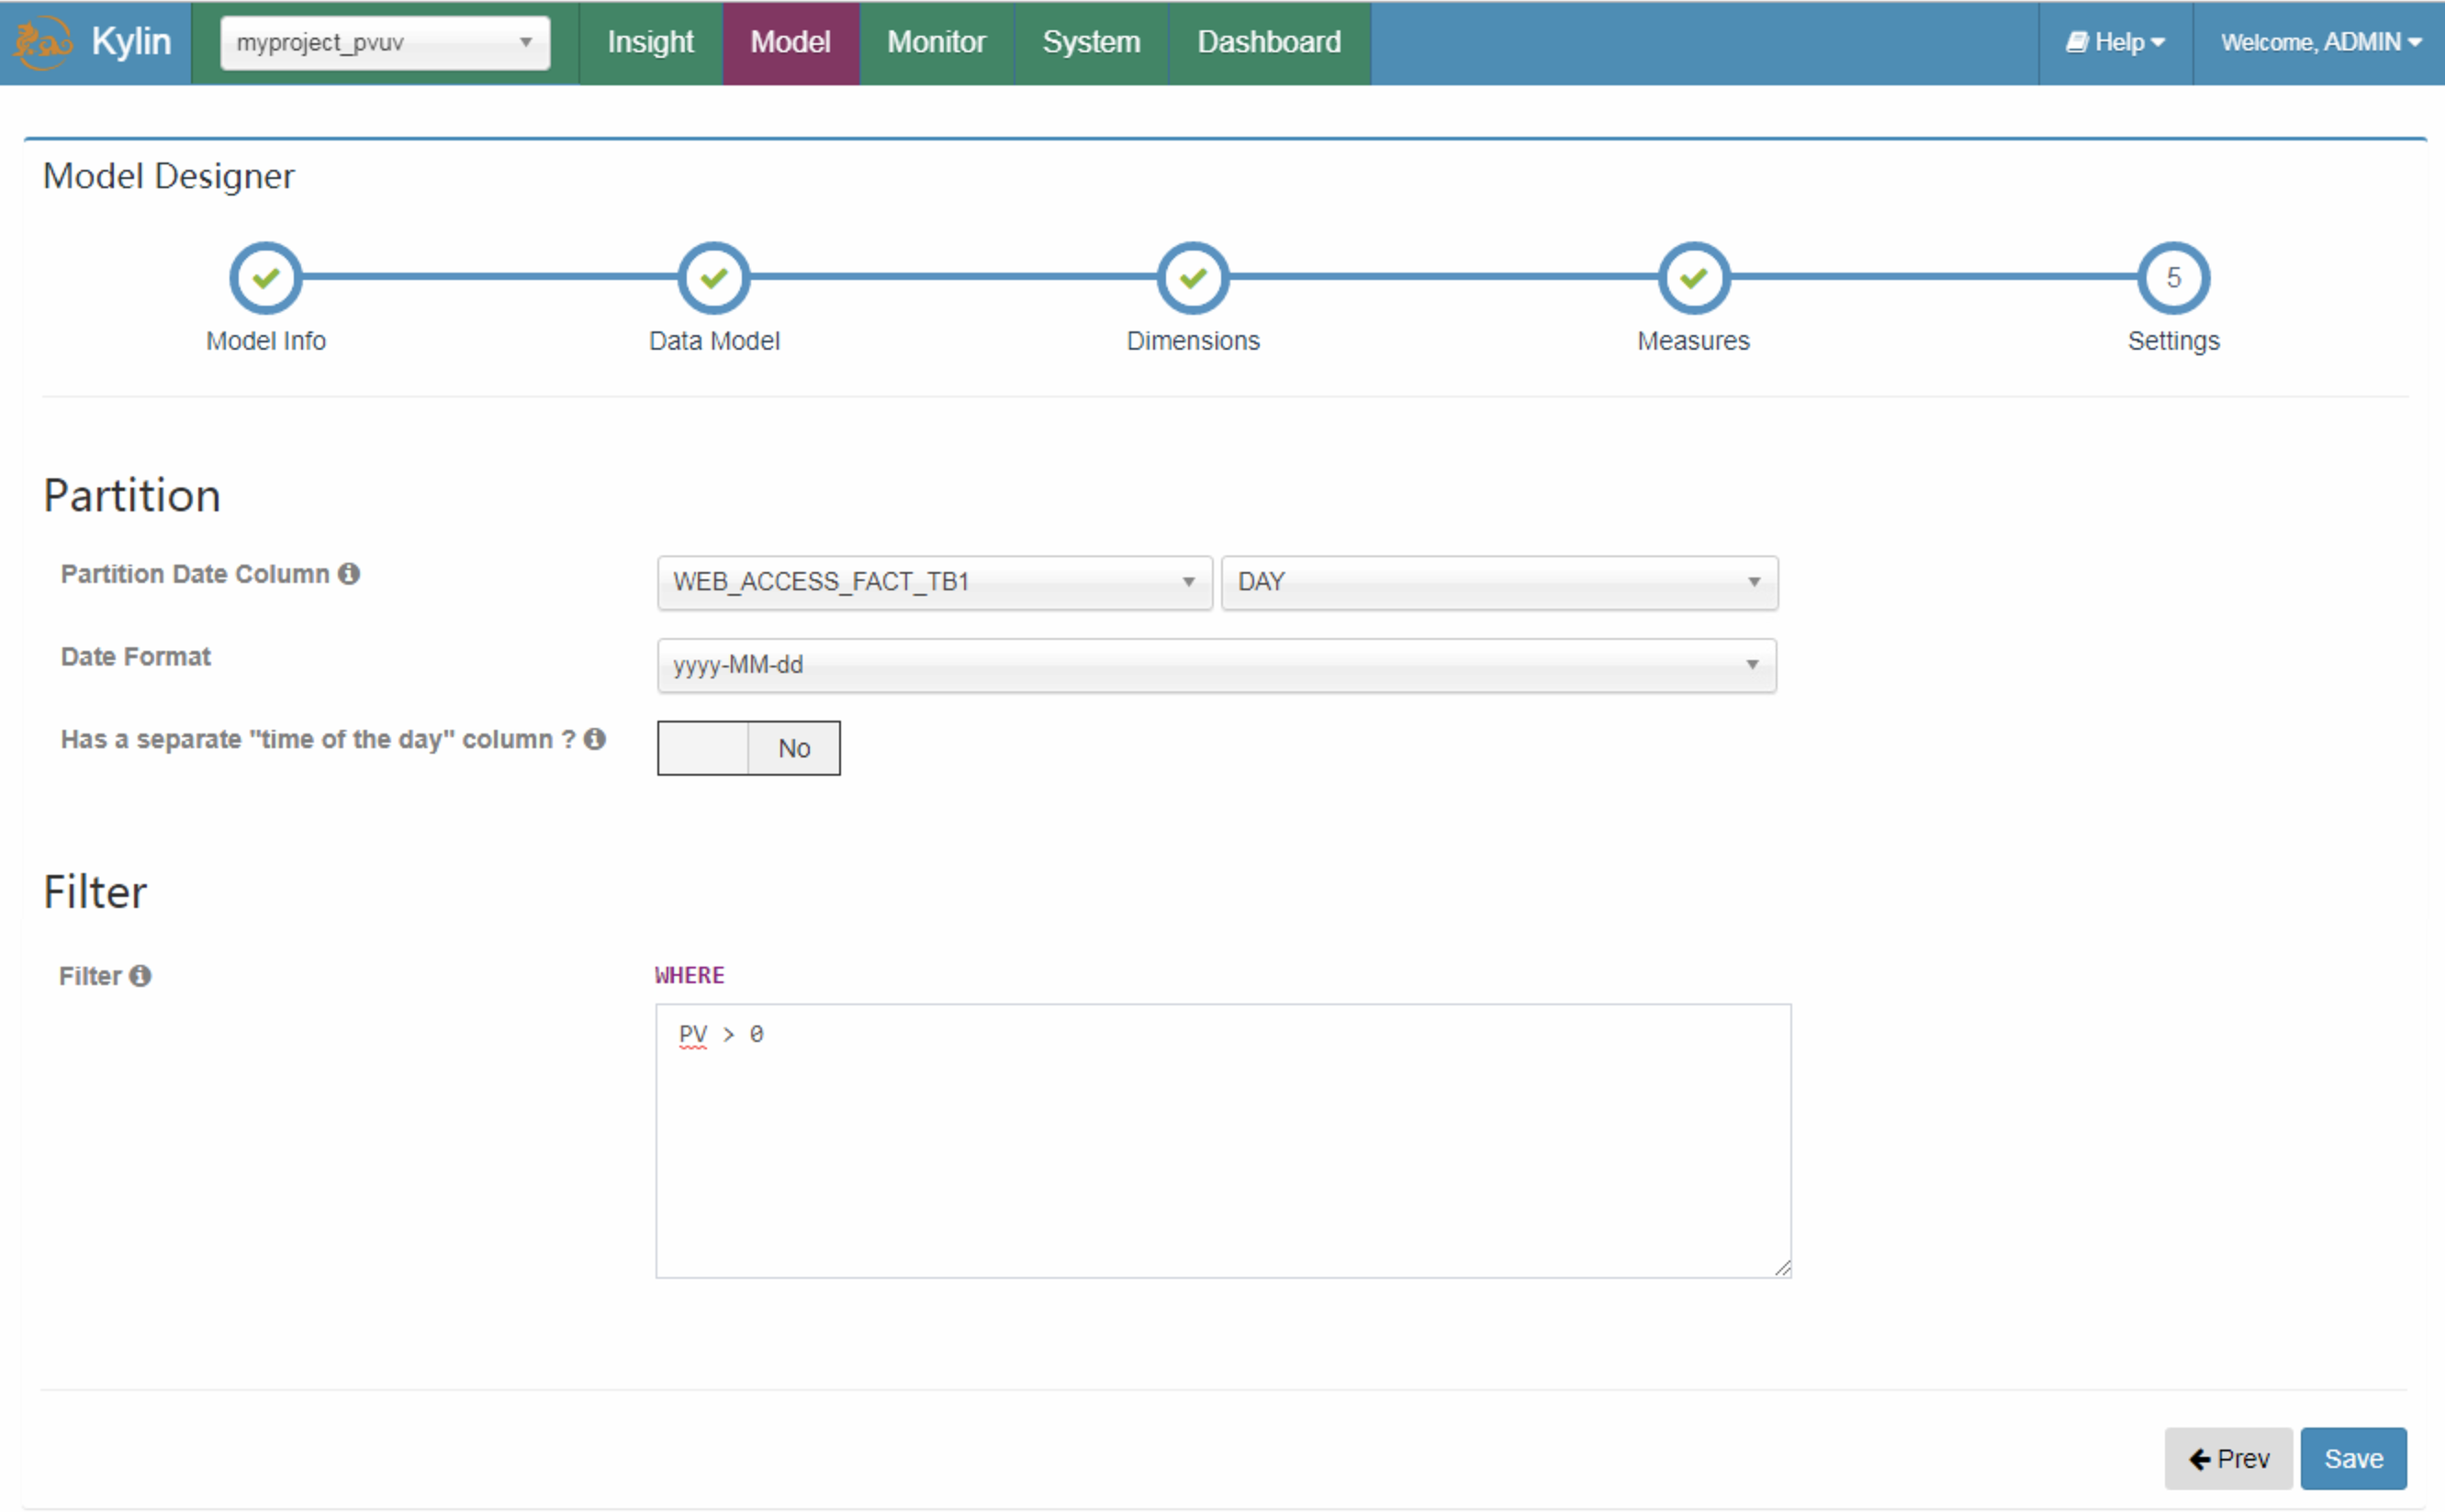 Kylin myproject_pvuv Insight Model Monitor System Dashboard Help Welcome, ADMIN
Model Designer
5
Model Info Data Model Dimensions Measures Settings
Partition
Partition Date Column WEB_ACCESS_FACT_TB1 DAY
Date Format yyyy-MM-dd
Has a separate "time of the day" column ? No
Filter
Filter WHERE
PV > 0
Prev Save